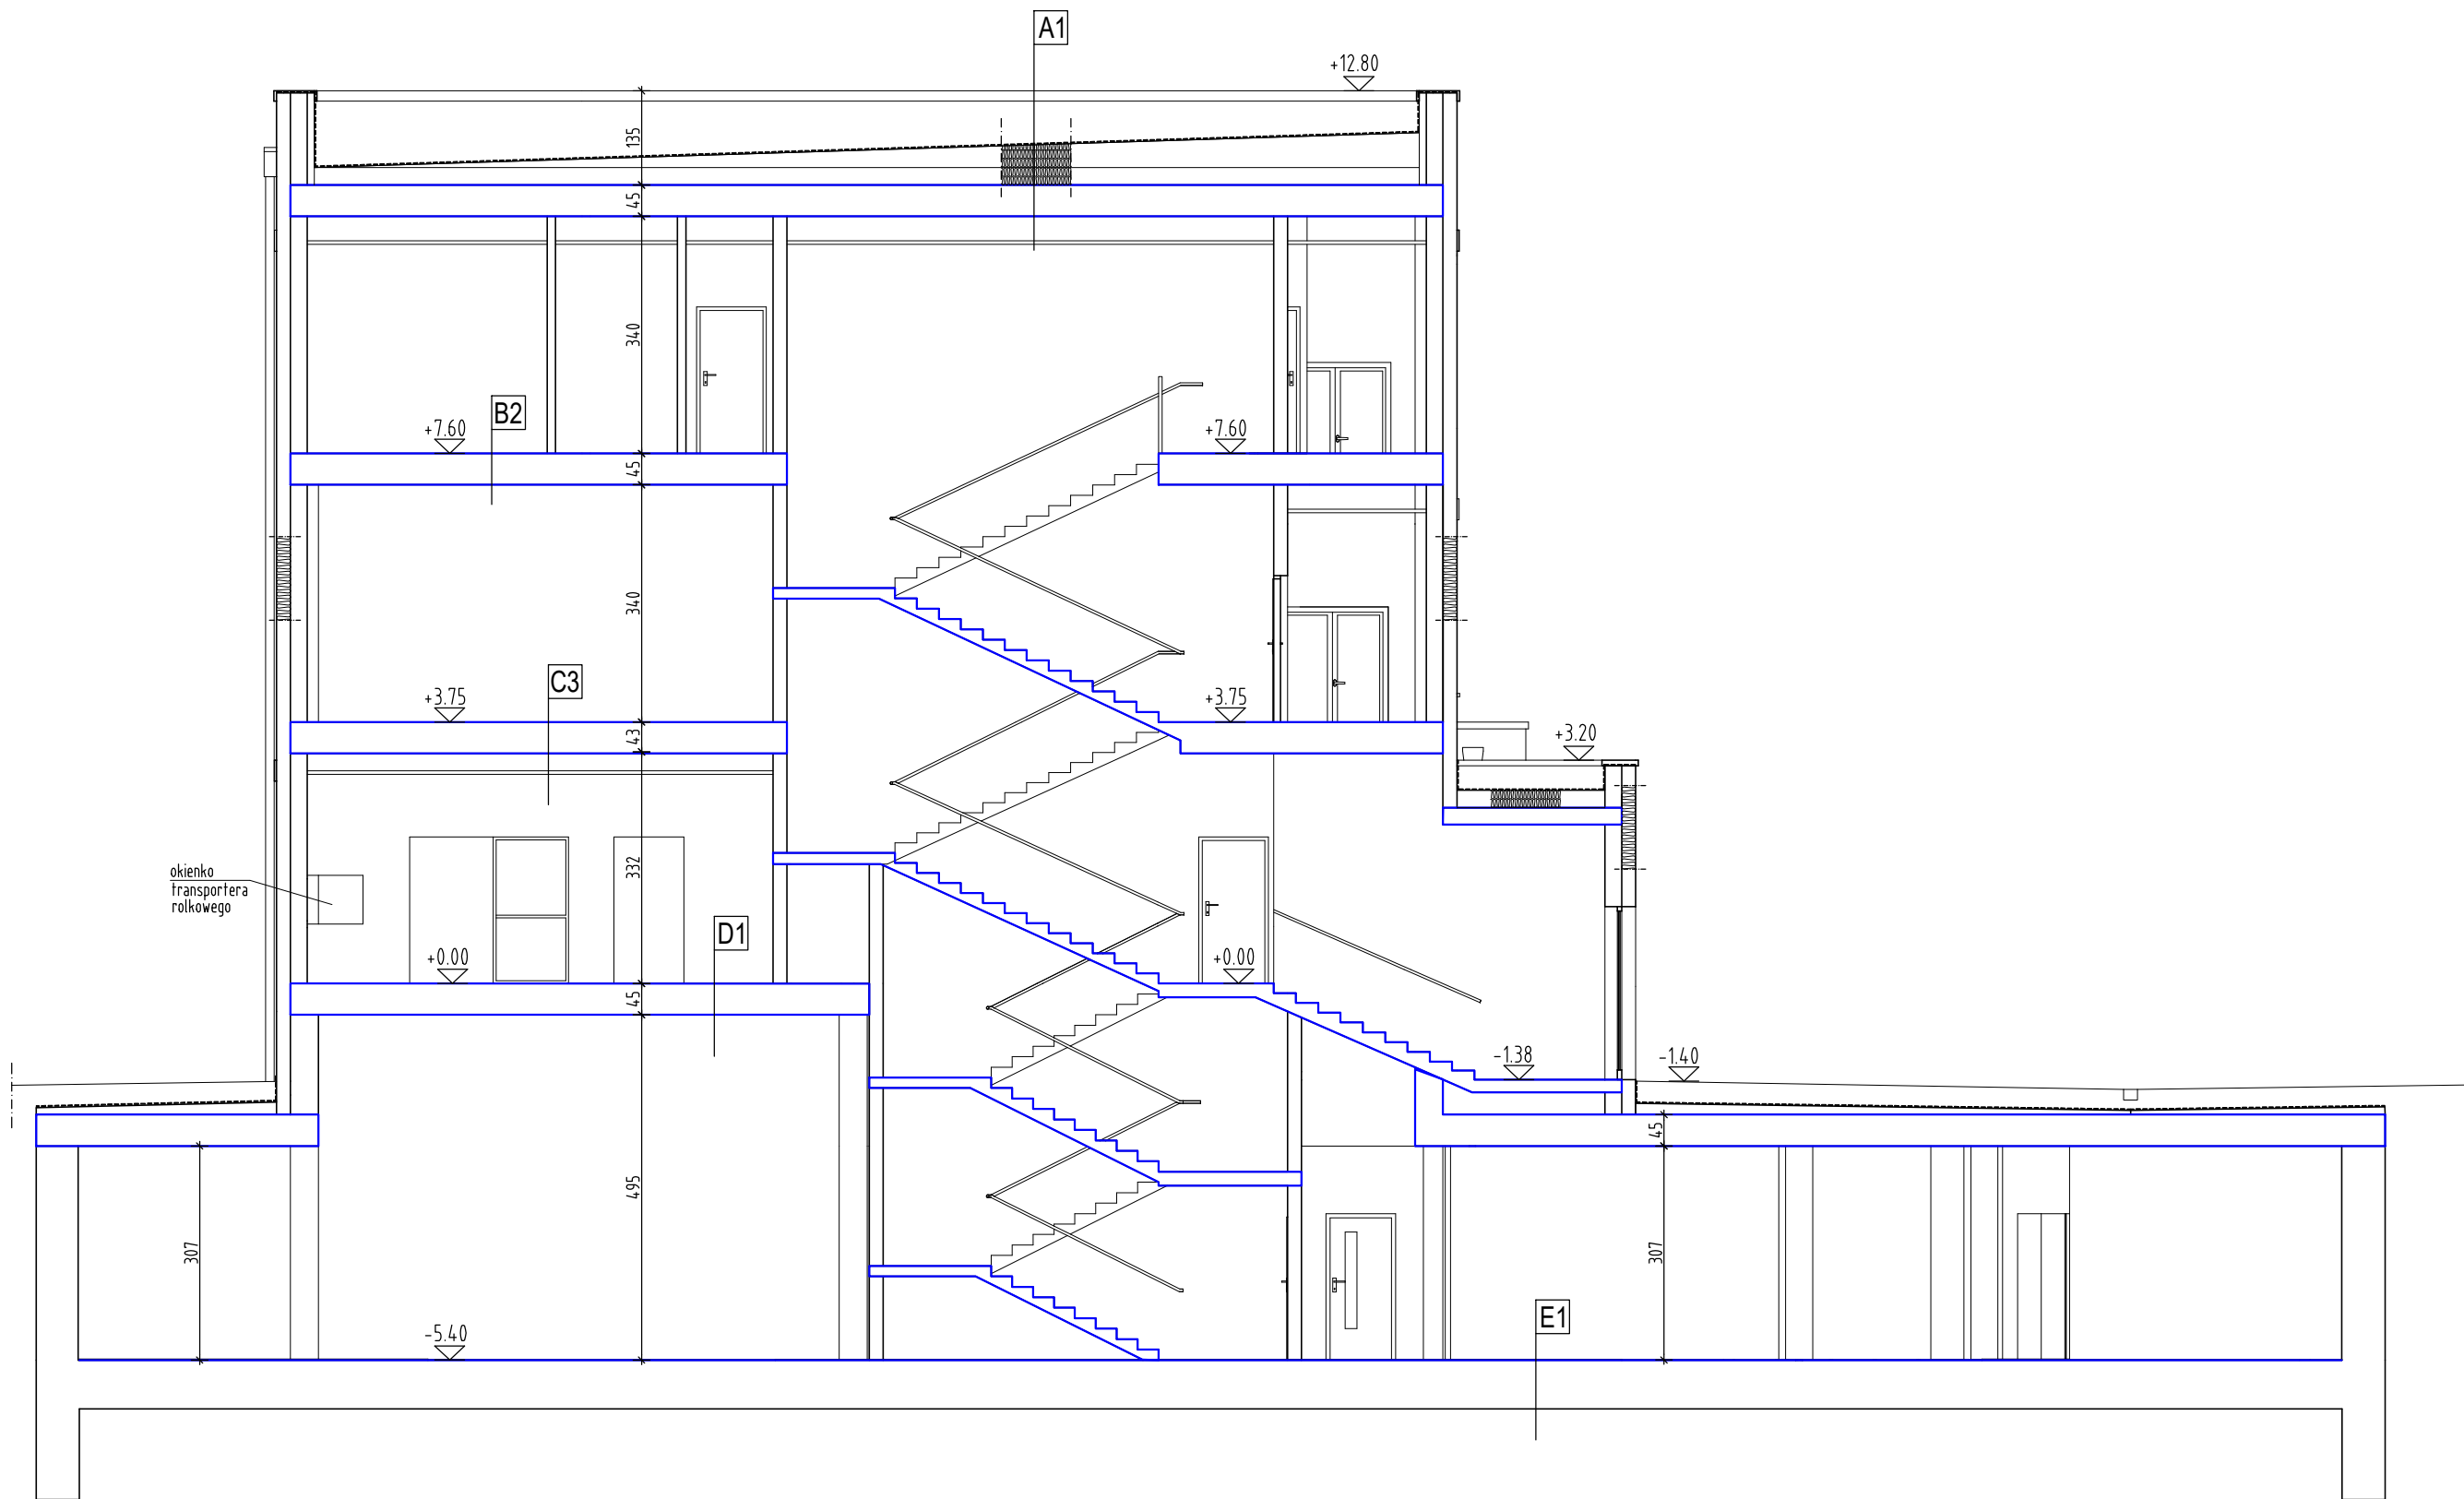 A1
+12.80
135
45
340
B2
+7.60
+7.60
45
340
C3
+3.75
+3.75
43
+3.20
okienko
transportera
rolkowego
332
D1
+0.00
+0.00
45
-1.38
-1.40
45
495
307
307
E1
-5.40